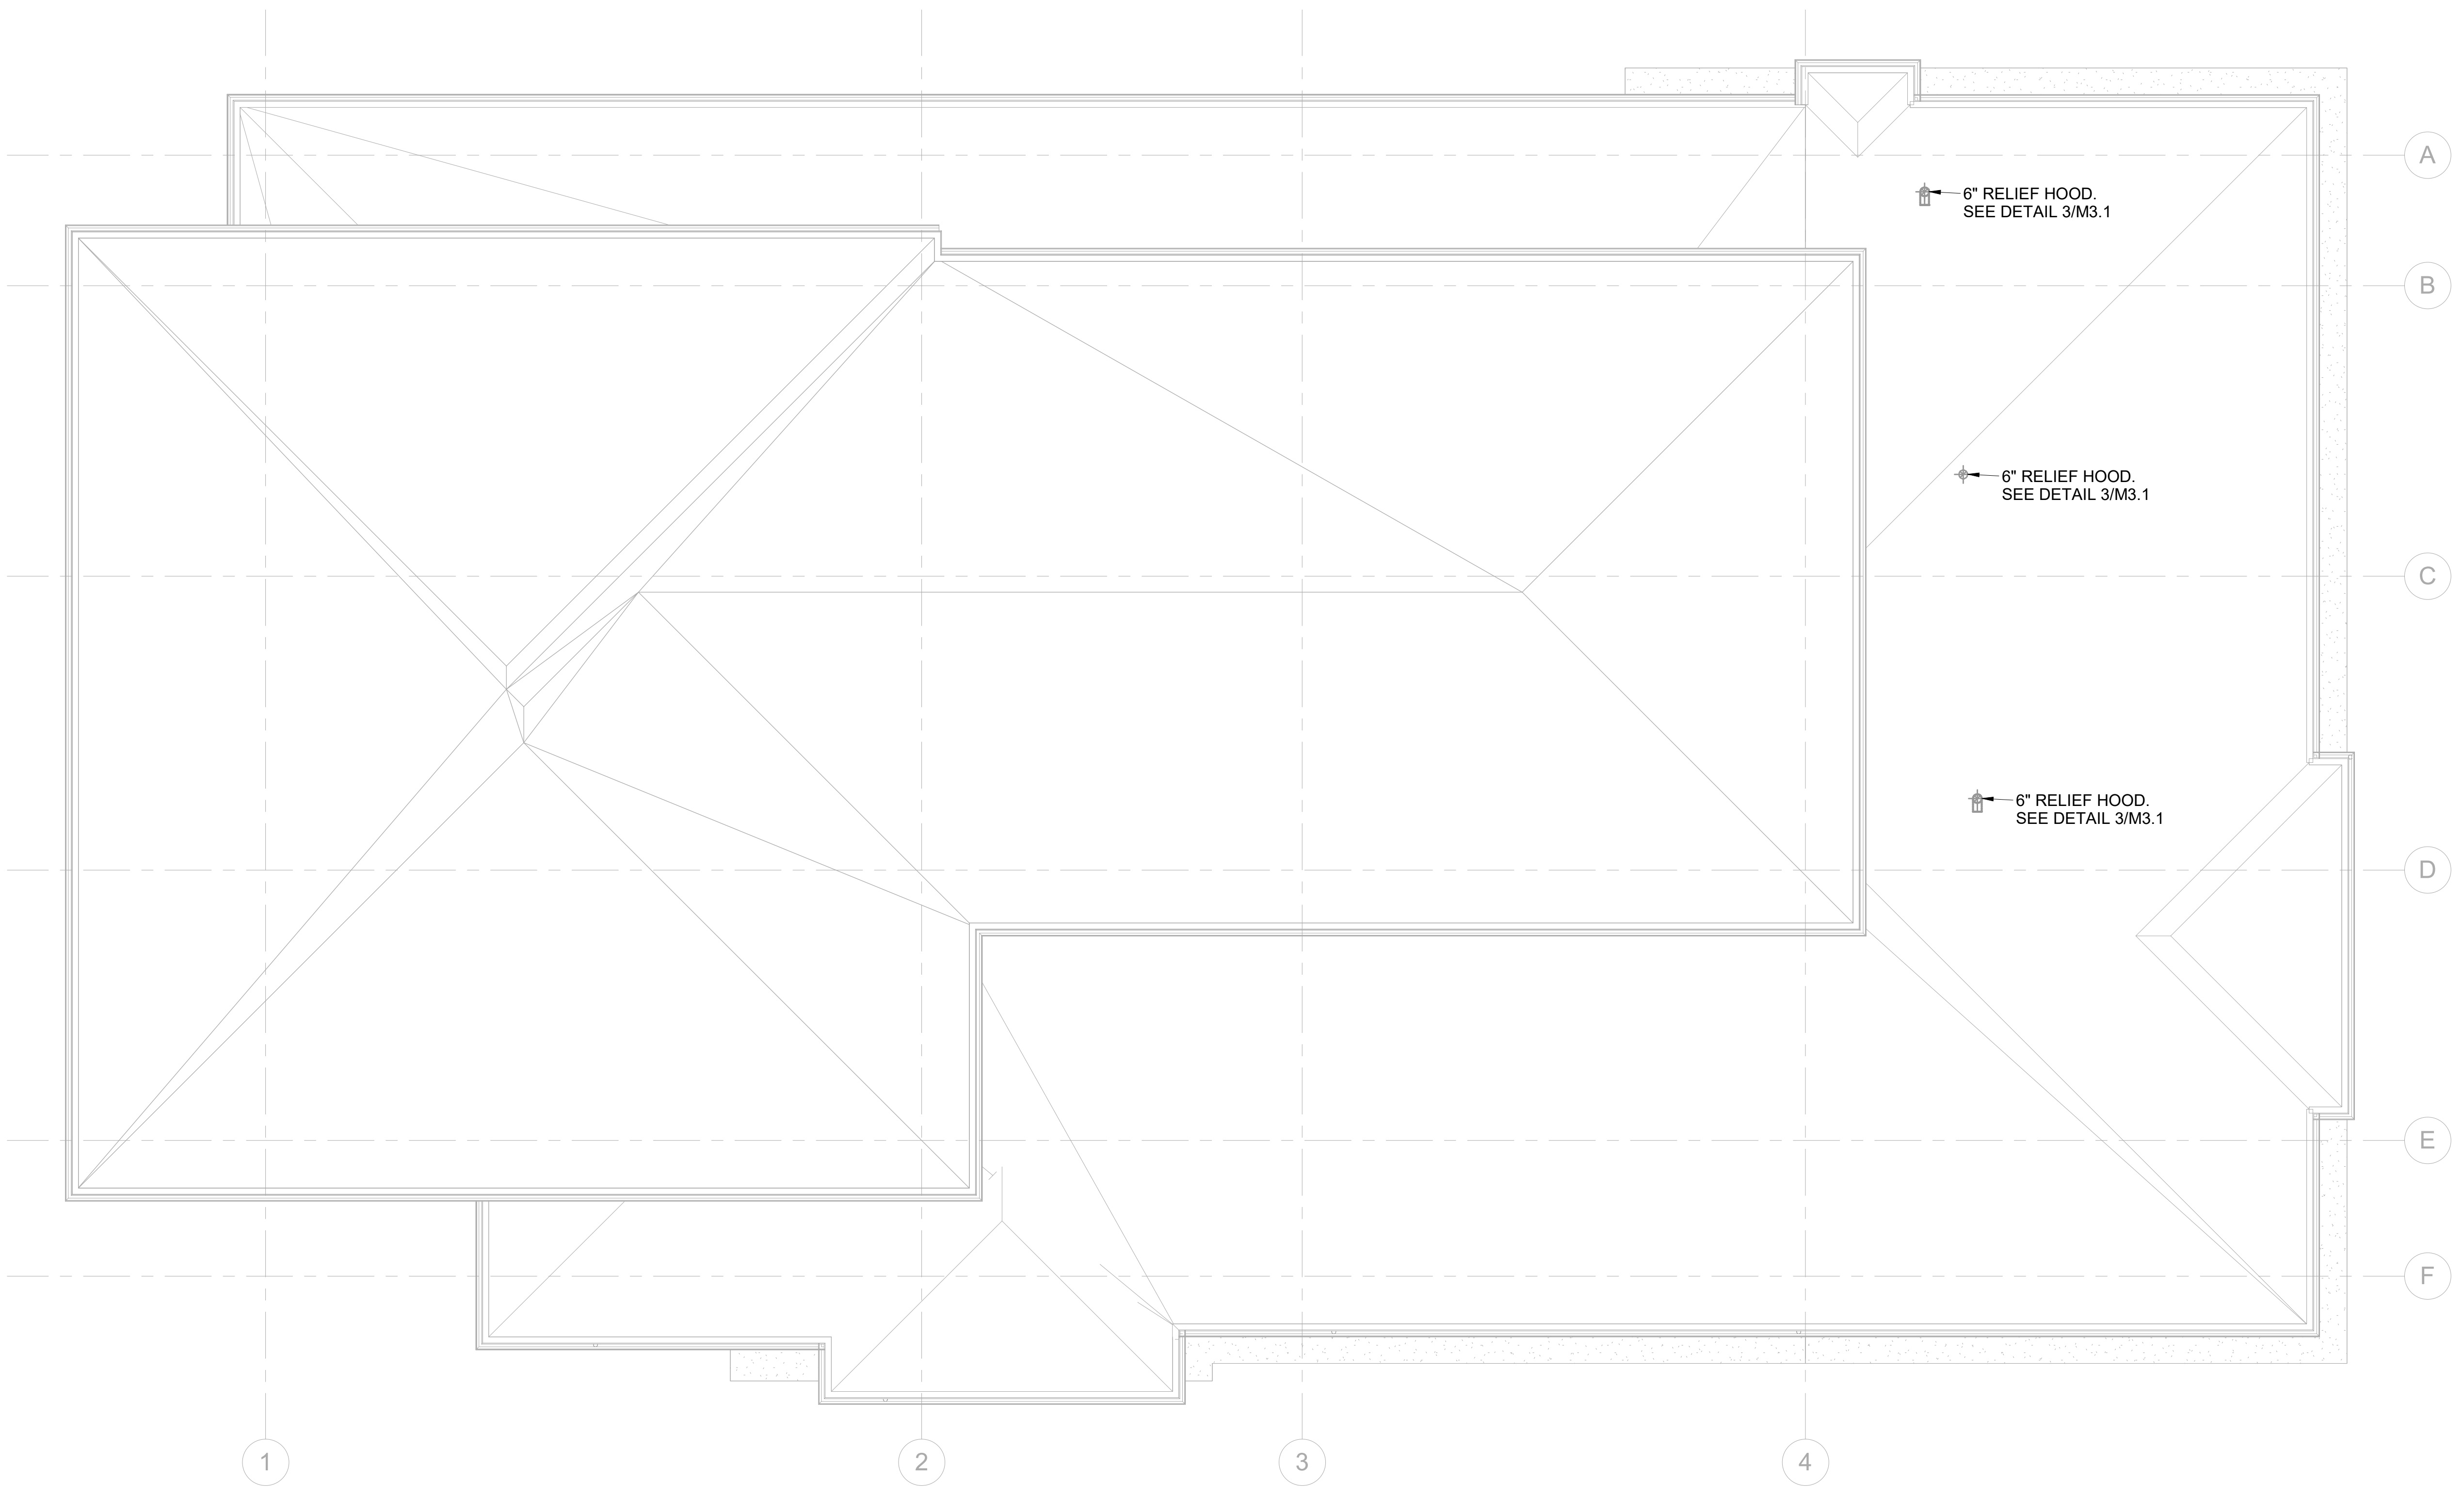 A
6" RELIEF HOOD.
SEE DETAIL 3/M3.1
B
6" RELIEF HOOD.
SEE DETAIL 3/M3.1
C
6" RELIEF HOOD.
SEE DETAIL 3/M3.1
D
E
F
1
2
3
4